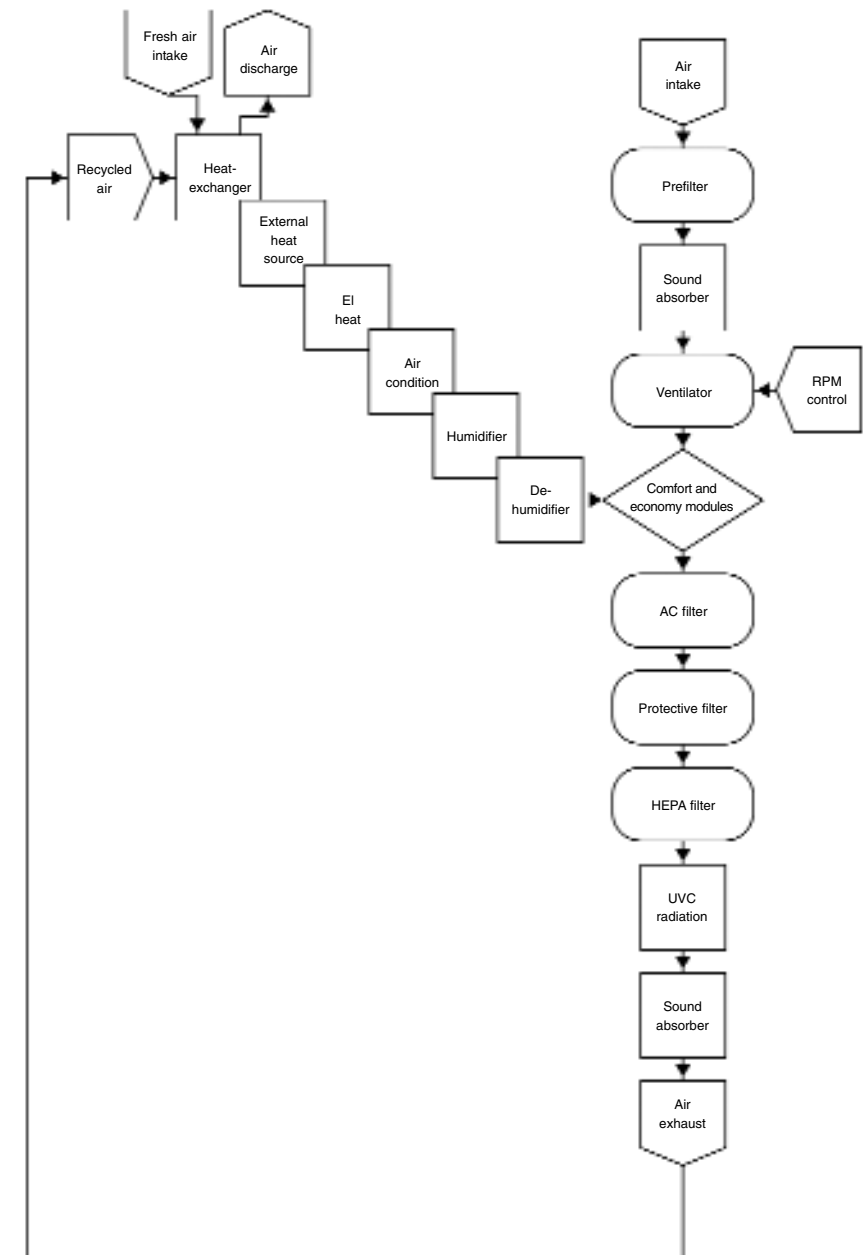 Fresh air
intake
Air
discharge
Recycled
air
Heat-
exchanger
External
heat
source
El
heat
Air
condition
Humidifier
De-
humidifier
Air
intake
Prefilter
Sound
absorber
Ventilator
RPM
control
Comfort and
economy modules
AC filter
Protective filter
HEPA filter
UVC
radiation
Sound
absorber
Air
exhaust